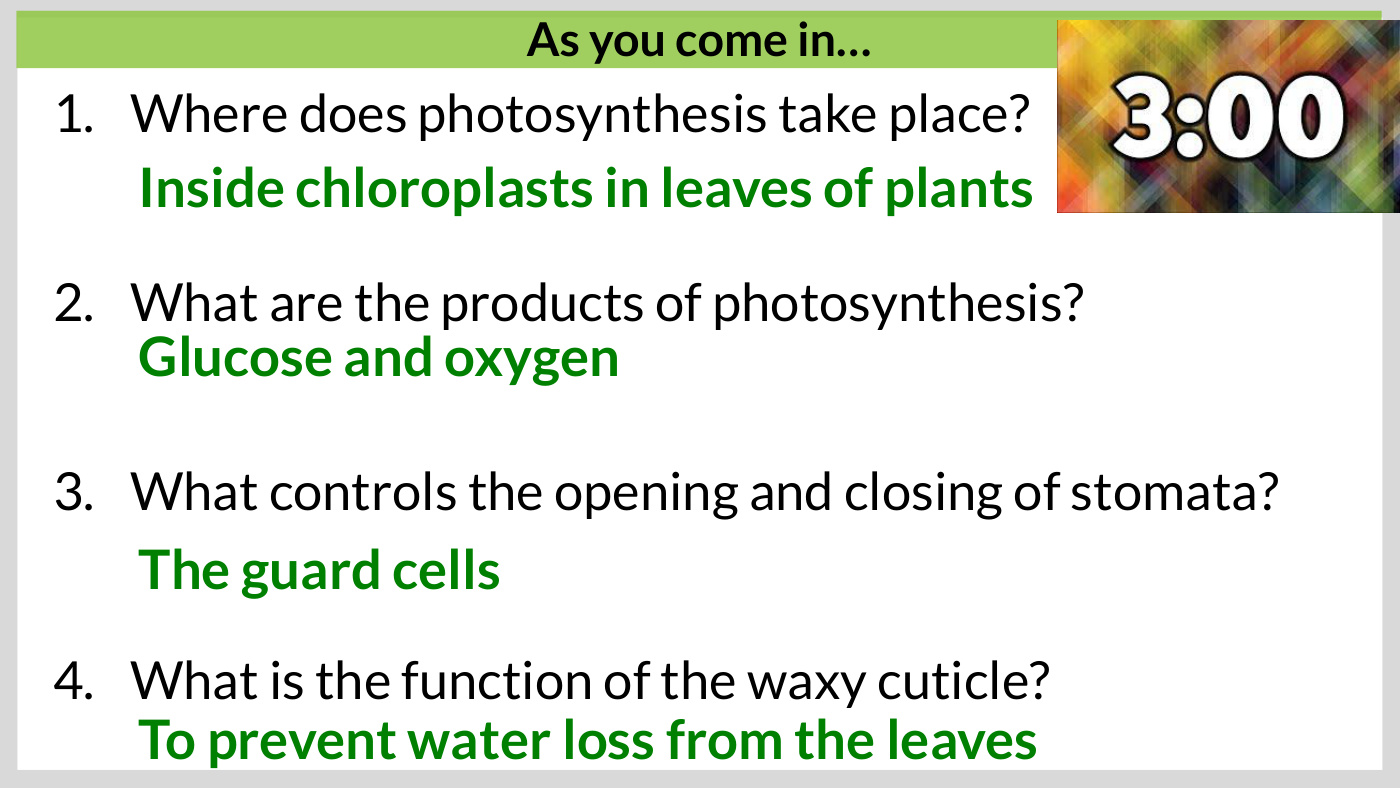 As you come in...
3:00
1. Where does photosynthesis take place?
Inside chloroplasts in leaves of plants
2. What are the products of photosynthesis?
Glucose and oxygen
3. What controls the opening and closing of stomata?
The guard cells
4. What is the function of the waxy cuticle?
To prevent water loss from the leaves